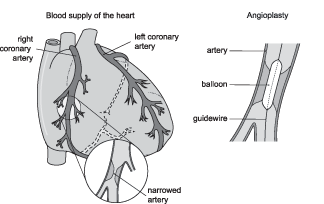 Blood supply of the heart
right
coronary
artery
left coronary
artery
narrowed
artery
Angioplasty
artery
balloon
guidewire